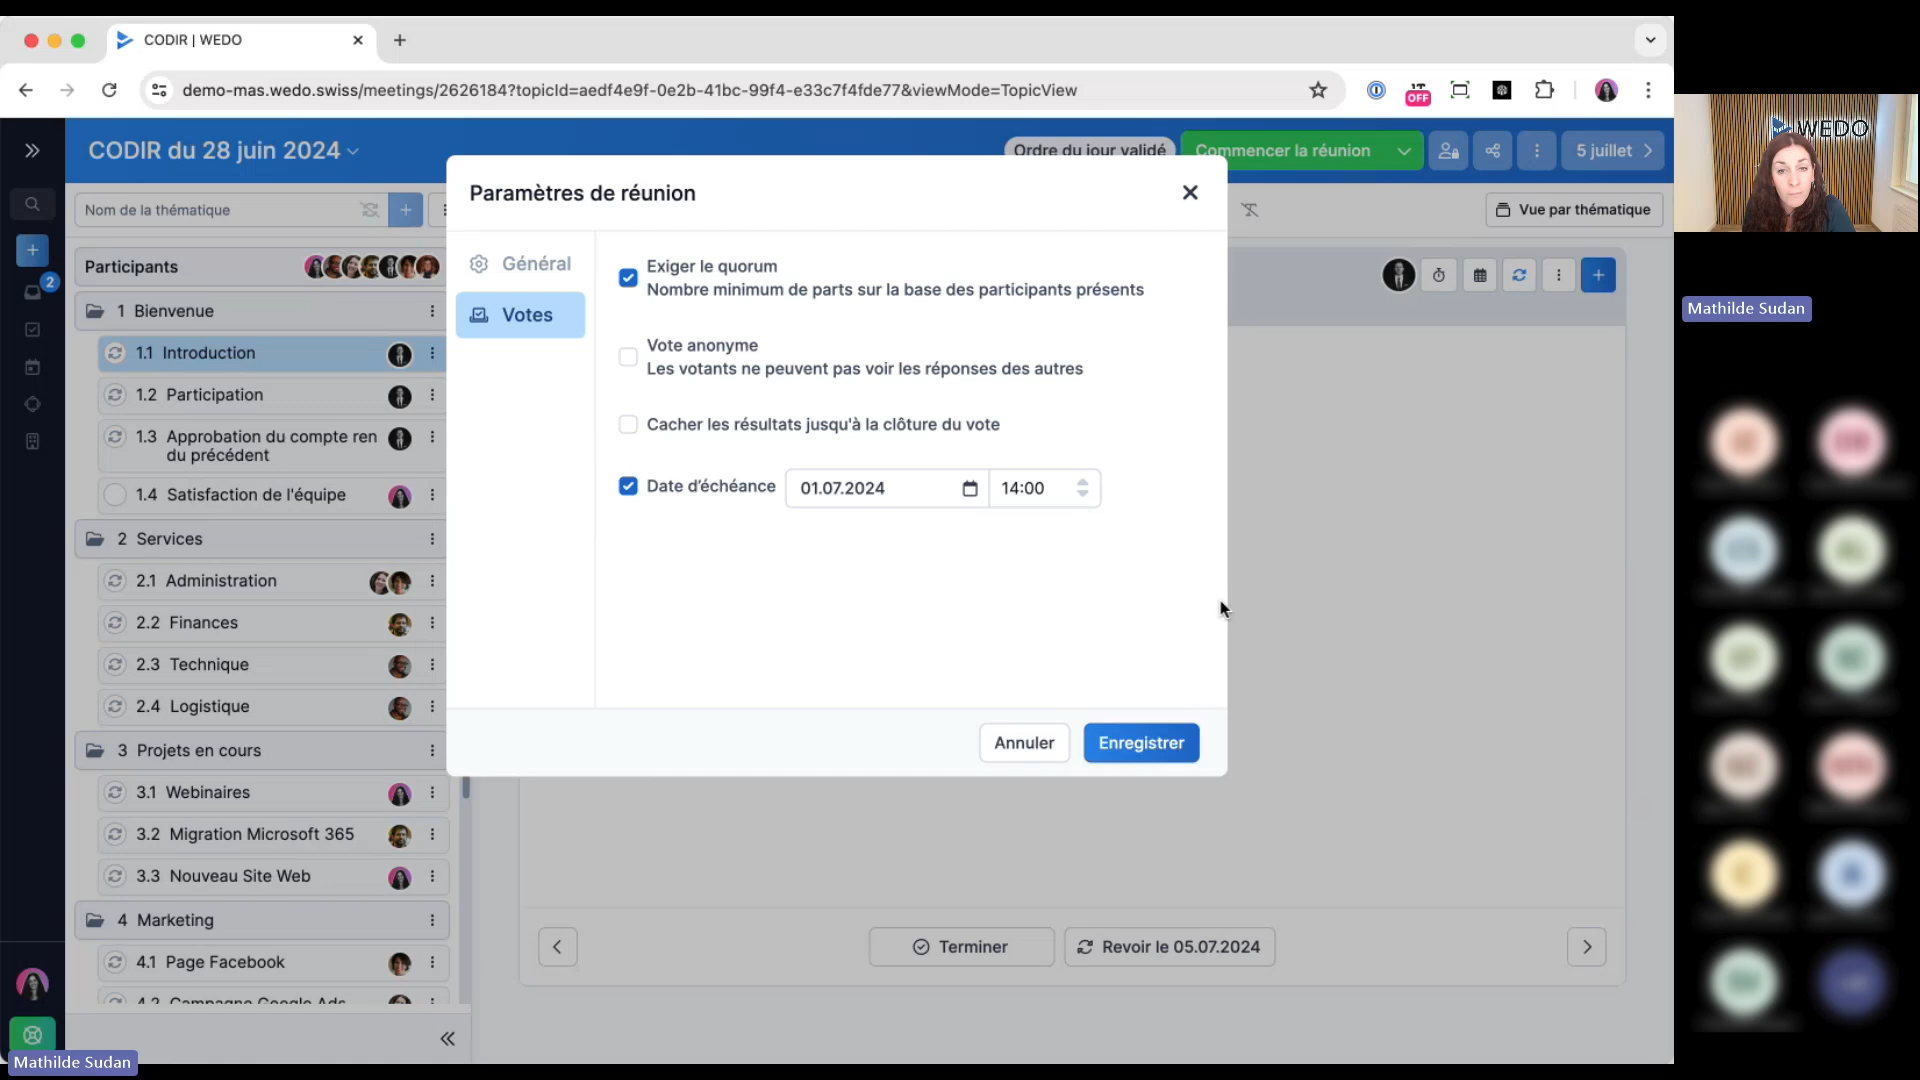 CODIR | WEDO
demo-mas.wedo.swiss/meetings/2626184?topicId=aedf4e9f-0e2b-41bc-99f4-e33c7f4fde77&viewMode=TopicView
OFF
CODIR du 28 juin 2024
Ordre du jour validé
Commencer la réunion
5 juillet
Nom de la thématique
Vue par thématique
Participants
1 Bienvenue
1.1 Introduction
1.2 Participation
1.3 Approbation du compte ren
du précédent
1.4 Satisfaction de l'équipe
2 Services
2.1 Administration
2.2 Finances
2.3 Technique
2.4 Logistique
3 Projets en cours
3.1 Webinaires
3.2 Migration Microsoft 365
3.3 Nouveau Site Web
4 Marketing
4.1 Page Facebook
4.2 Campagne Google Ads
2
Paramètres de réunion
Général
Votes
Exiger le quorum
Nombre minimum de parts sur la base des participants présents
Vote anonyme
Les votants ne peuvent pas voir les réponses des autres
Cacher les résultats jusqu'à la clôture du vote
Date d'échéance
01.07.2024
14:00
Annuler
Enregistrer
Terminer
Revoir le 05.07.2024
Mathilde Sudan
WEDO
Mathilde Sudan